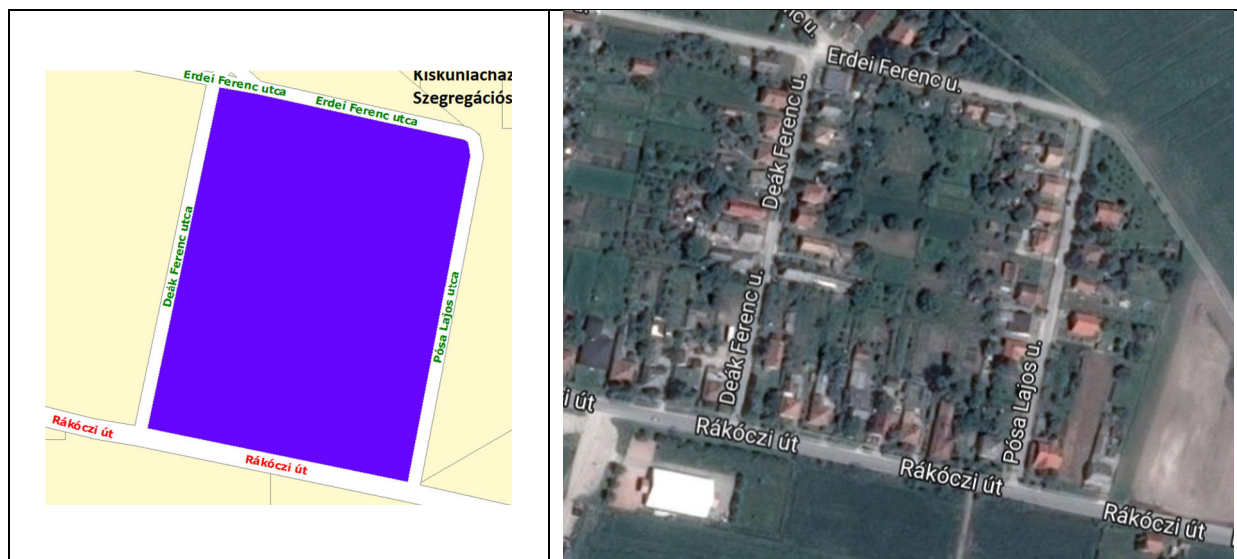 Kiskunlacház
Szegregációs
Erdei Ferenc utca
Erdei Ferenc utca
Deák Ferenc utca
Pósa Lajos utca
Rákóczi út
Rákóczi út
Erdei Ferenc u.
Deák Ferenc u.
Deák Ferenc u.
Pósa Lajos u.
i út
Rákóczi út
Rákóczi út
Rákóczi út